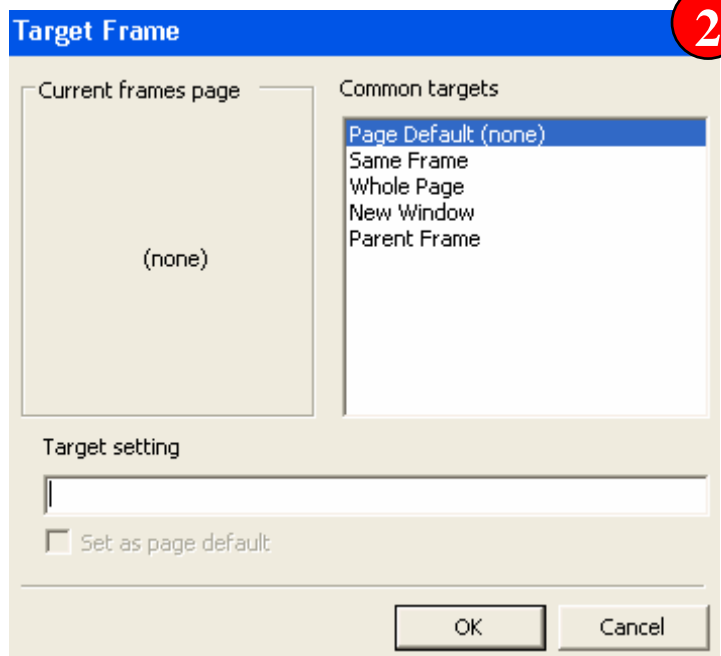 Target Frame
2
Current frames page
(none)
Common targets
Page Default (none)
Same Frame
Whole Page
New Window
Parent Frame
Target setting
Set as page default
OK
Cancel